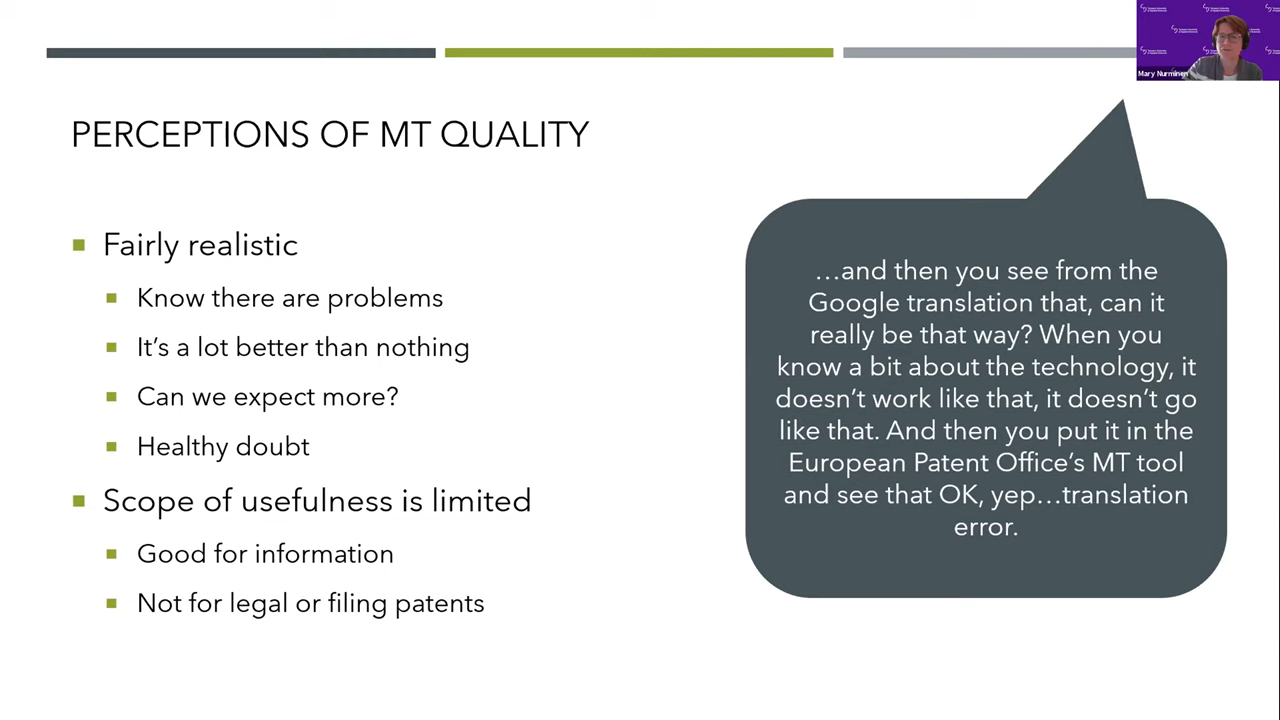 Mary Nurminen
PERCEPTIONS OF MT QUALITY
Fairly realistic
Know there are problems
It's a lot better than nothing
Can we expect more?
Healthy doubt
Scope of usefulness is limited
Good for information
Not for legal or filing patents
…and then you see from the
Google translation that, can it
really be that way? When you
know a bit about the technology, it
doesn't work like that, it doesn't go
like that. And then you put it in the
European Patent Office's MT tool
and see that OK, yep…translation
error.